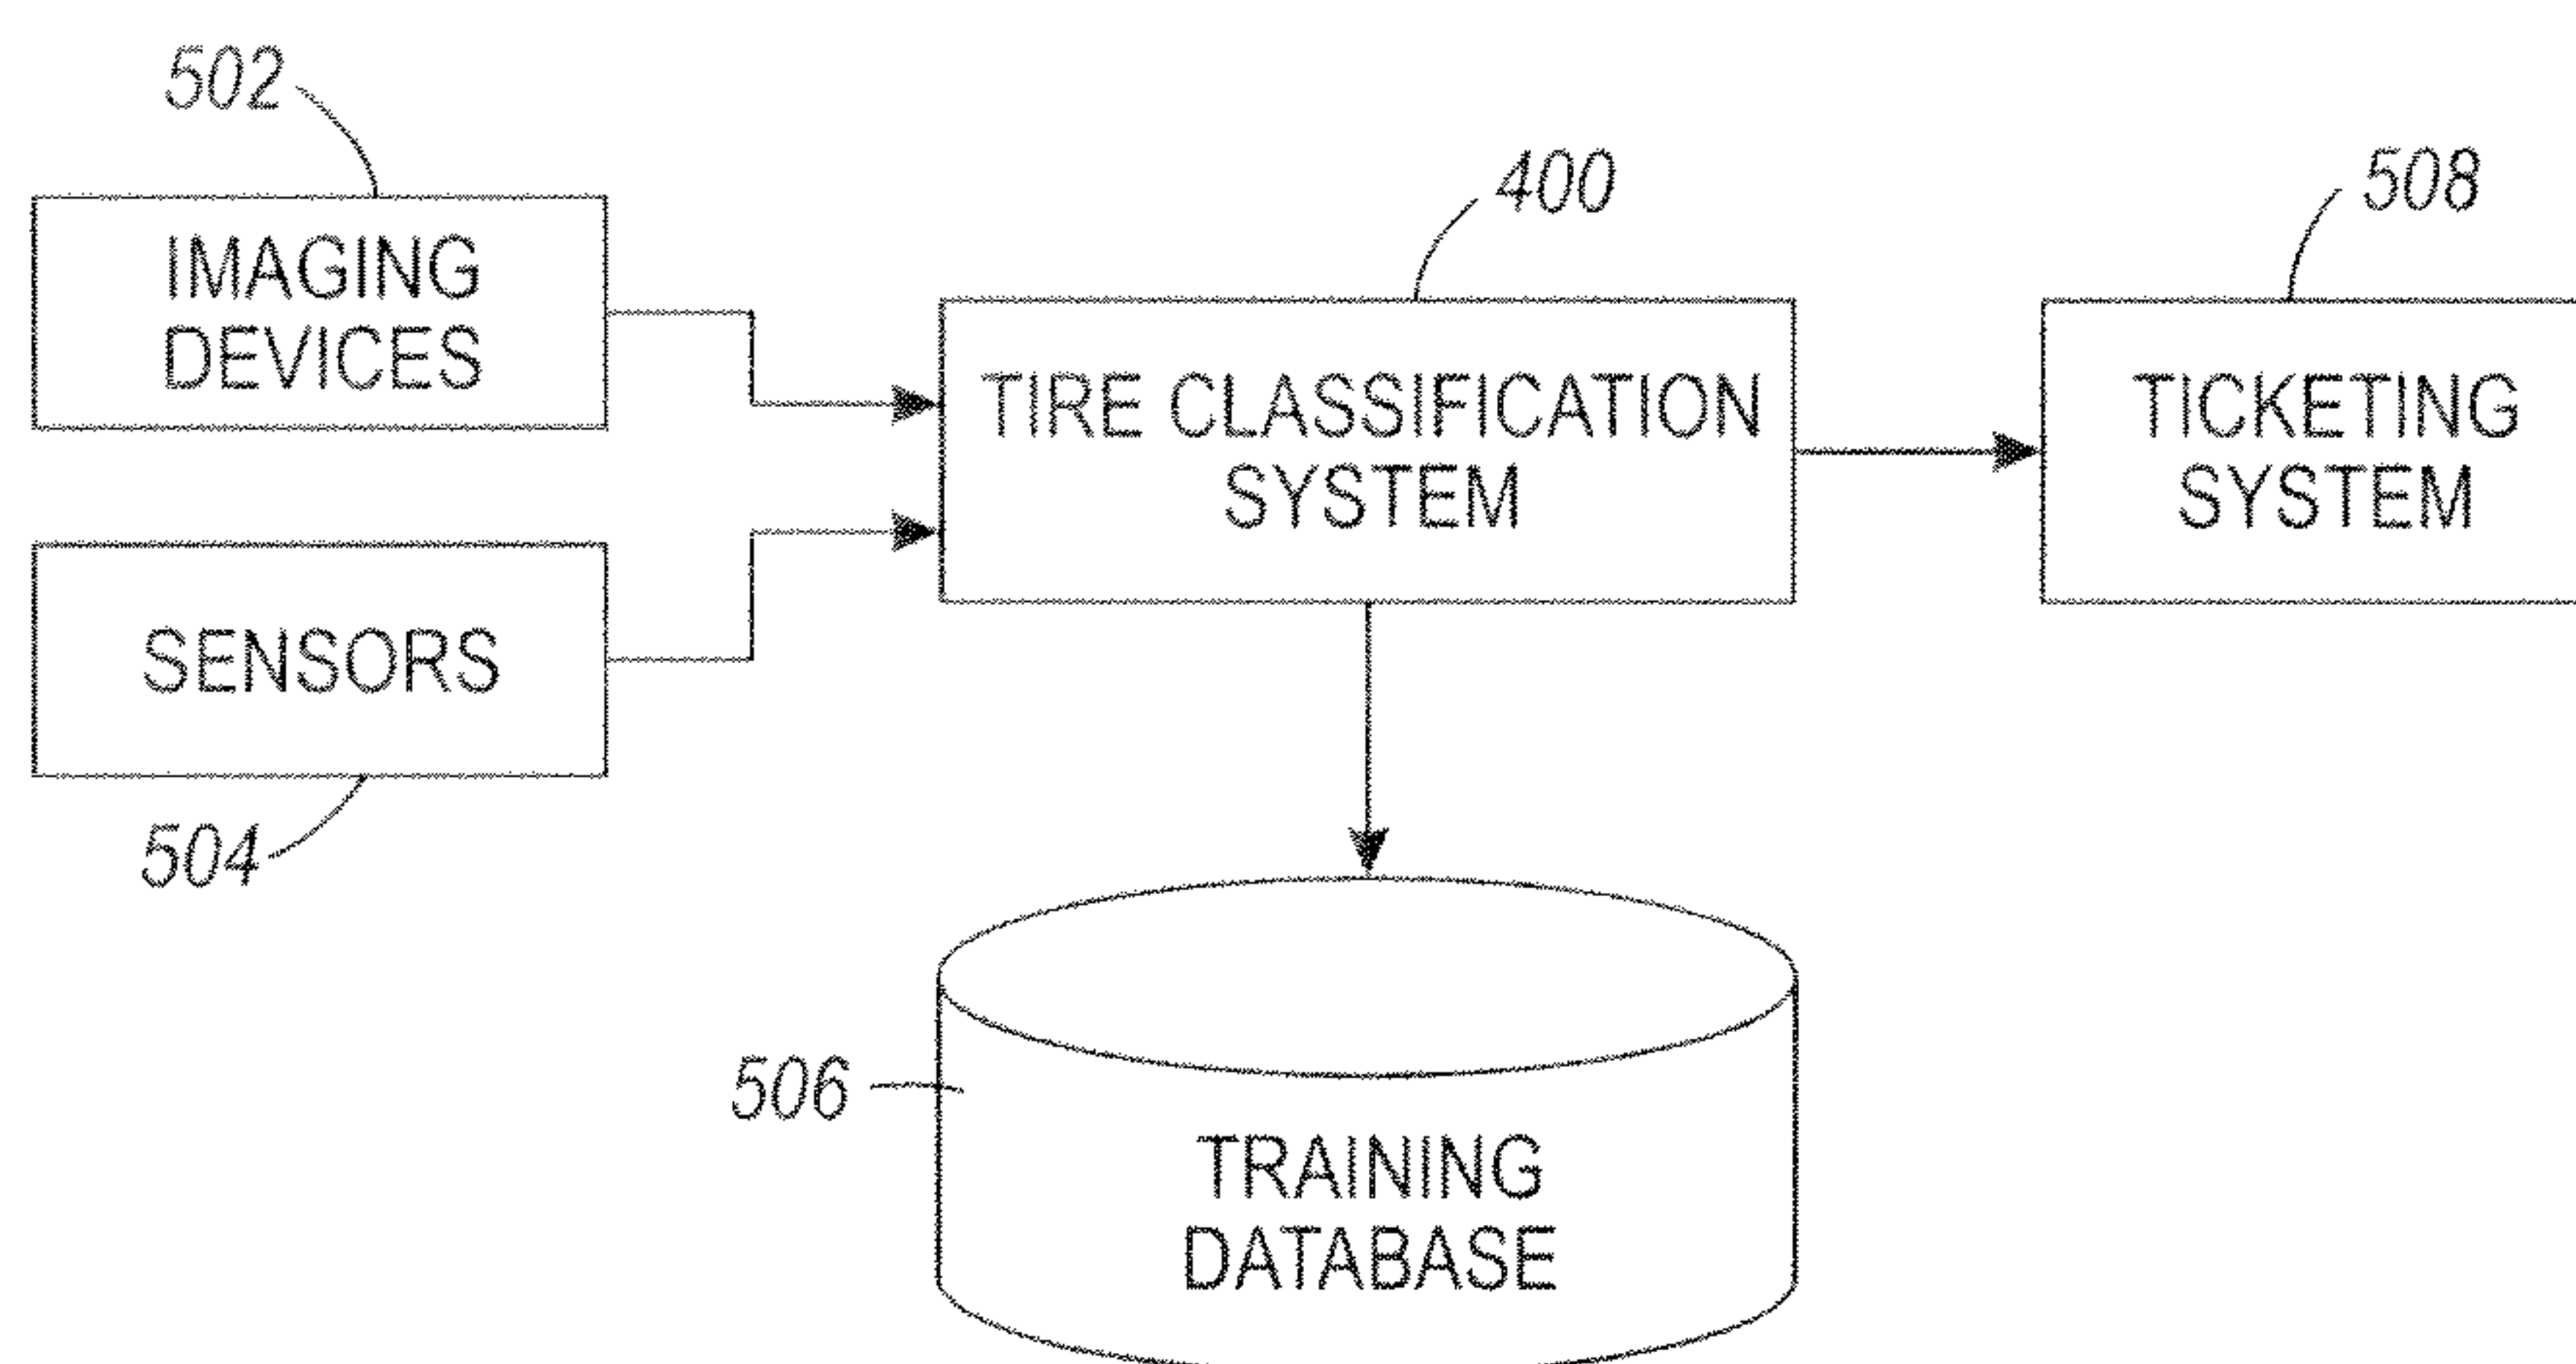 502
IMAGING
DEVICES
400
TIRE CLASSIFICATION
SYSTEM
508
TICKETING
SYSTEM
SENSORS
504
506
TRAINING
DATABASE